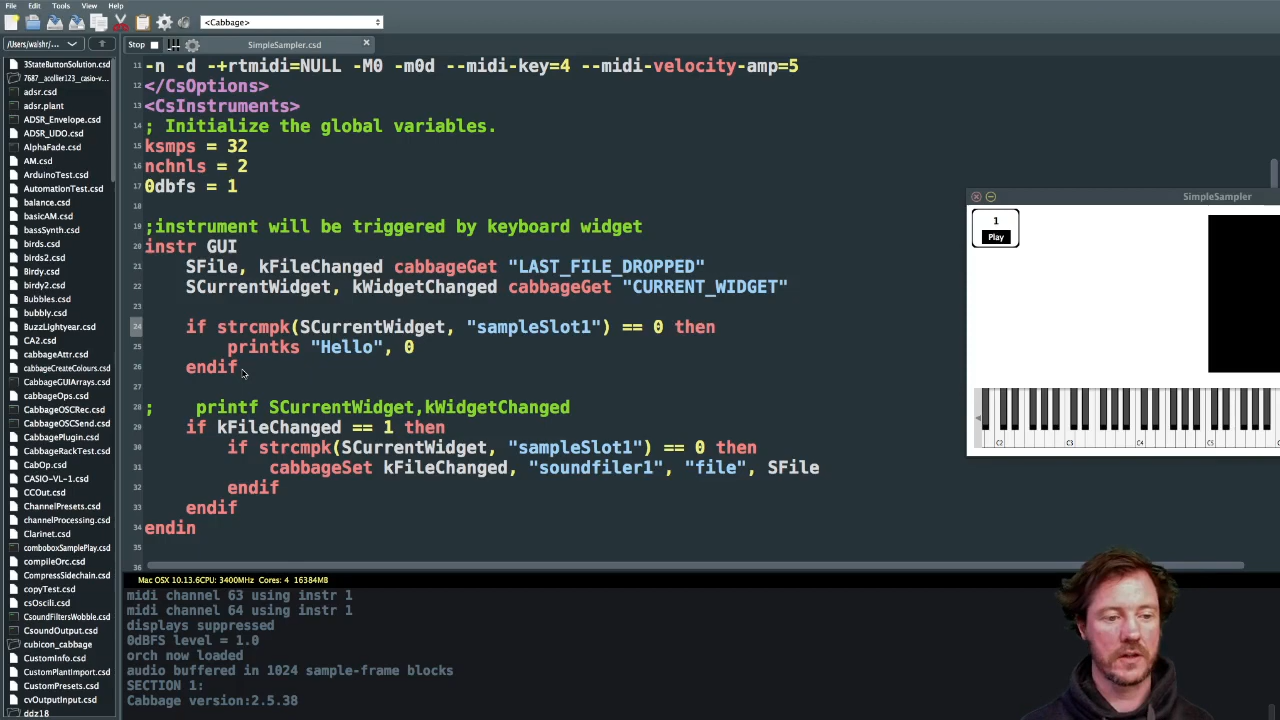 File Edit Tools View Help
<Cabbage>
/Users/walshr/...
Stop
SimpleSampler.csd
3StateButtonSolution.csd
7687_acollier123_casio-v...
adsr.csd
adsr.plant
ADSR_Envelope.csd
ADSR_UDO.csd
AlphaFade.csd
AM.csd
ArduinoTest.csd
AutomationTest.csd
balance.csd
basicAM.csd
bassSynth.csd
birds.csd
birds2.csd
Birdy.csd
birdy2.csd
Bubbles.csd
bubbly.csd
BuzzLightyear.csd
CA2.csd
cabbageAttr.csd
cabbageCreateColours.csd
CabbageGUIArrays.csd
cabbageOps.csd
CabbageOSCRec.csd
CabbageOSCSend.csd
CabbagePlugin.csd
CabbageRackTest.csd
CabOp.csd
CASIO-VL-1.csd
CCOut.csd
ChannelPresets.csd
channelProcessing.csd
Clarinet.csd
comboboxSamplePlay.csd
compileOrc.csd
CompressSidechain.csd
copyTest.csd
csOscili.csd
CsoundFiltersWobble.csd
CsoundOutput.csd
cubicon_cabbage
CustomInfo.csd
CustomPlantImport.csd
CustomPresets.csd
cvOutputInput.csd
ddz18
11 -n -d -+rtmidi=NULL -M0 -m0d --midi-key=4 --midi-velocity-amp=5
12 </CsOptions>
13 <CsInstruments>
14 ; Initialize the global variables.
15 ksmps = 32
16 nchnls = 2
17 0dbfs = 1
18
19 ;instrument will be triggered by keyboard widget
20 instr GUI
21 SFile, kFileChanged cabbageGet "LAST_FILE_DROPPED"
22 SCurrentWidget, kWidgetChanged cabbageGet "CURRENT_WIDGET"
23
24 if strcmpk(SCurrentWidget, "sampleSlot1") == 0 then
25 printks "Hello", 0
26 endif
27
28 ; printf SCurrentWidget,kWidgetChanged
29 if kFileChanged == 1 then
30 if strcmpk(SCurrentWidget, "sampleSlot1") == 0 then
31 cabbageSet kFileChanged, "soundfiler1", "file", SFile
32 endif
33 endif
34 endin
35
36
SimpleSampler
1
Play
C2 C3 C4 C5
Mac OSX 10.13.6CPU: 3400MHz Cores: 4 16384MB
midi channel 63 using instr 1
midi channel 64 using instr 1
displays suppressed
0dBFS level = 1.0
orch now loaded
audio buffered in 1024 sample-frame blocks
SECTION 1:
Cabbage version:2.5.38